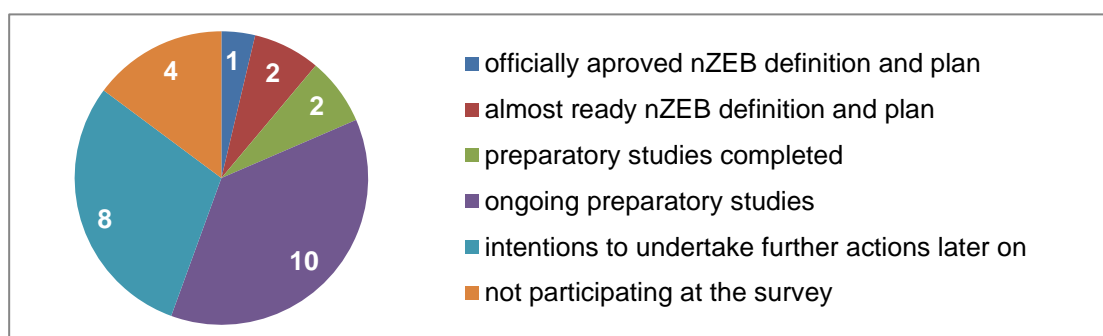 1
2
2
10
8
4
officially aproved nZEB definition and plan
almost ready nZEB definition and plan
preparatory studies completed
ongoing preparatory studies
intentions to undertake further actions later on
not participating at the survey